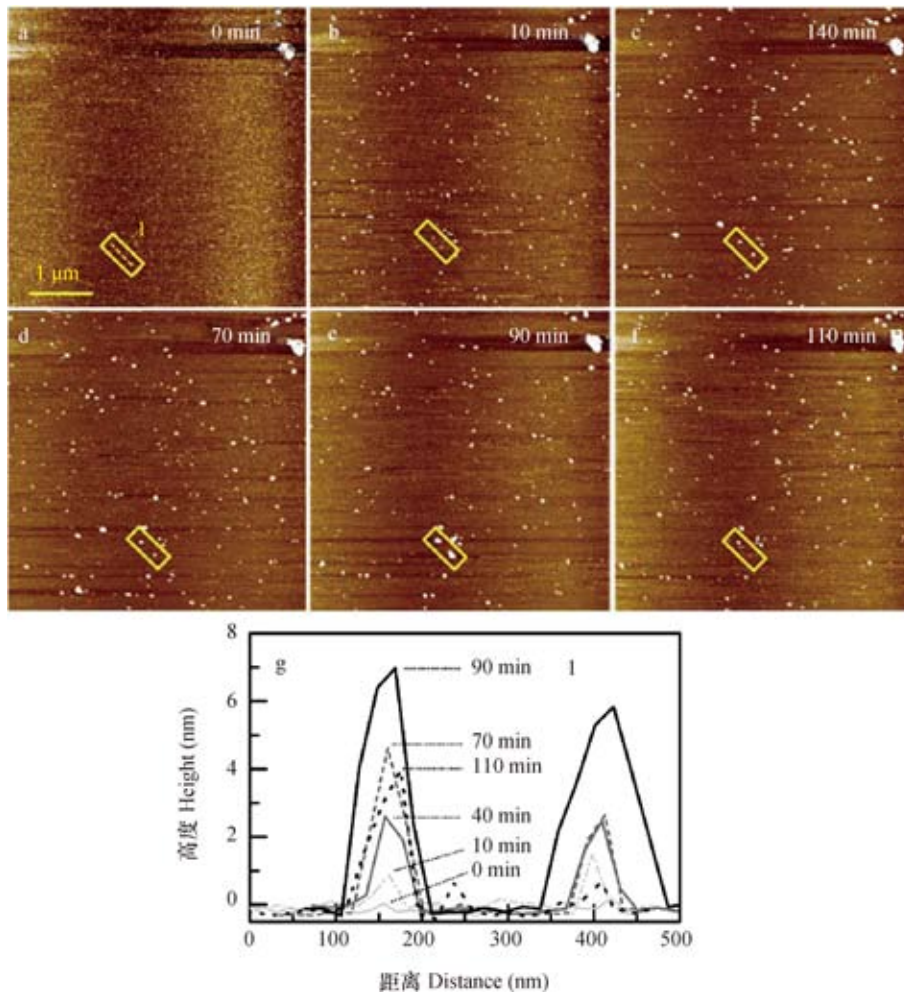 a 0 min b 10 min c 140 min
1
1 μm
d 70 min e 90 min f 110 min
8
g 90 min 1
6
70 min
4 110 min
40 min
2
10 min
0 min
0
0 100 200 300 400 500
高度 Height (nm)
距离 Distance (nm)